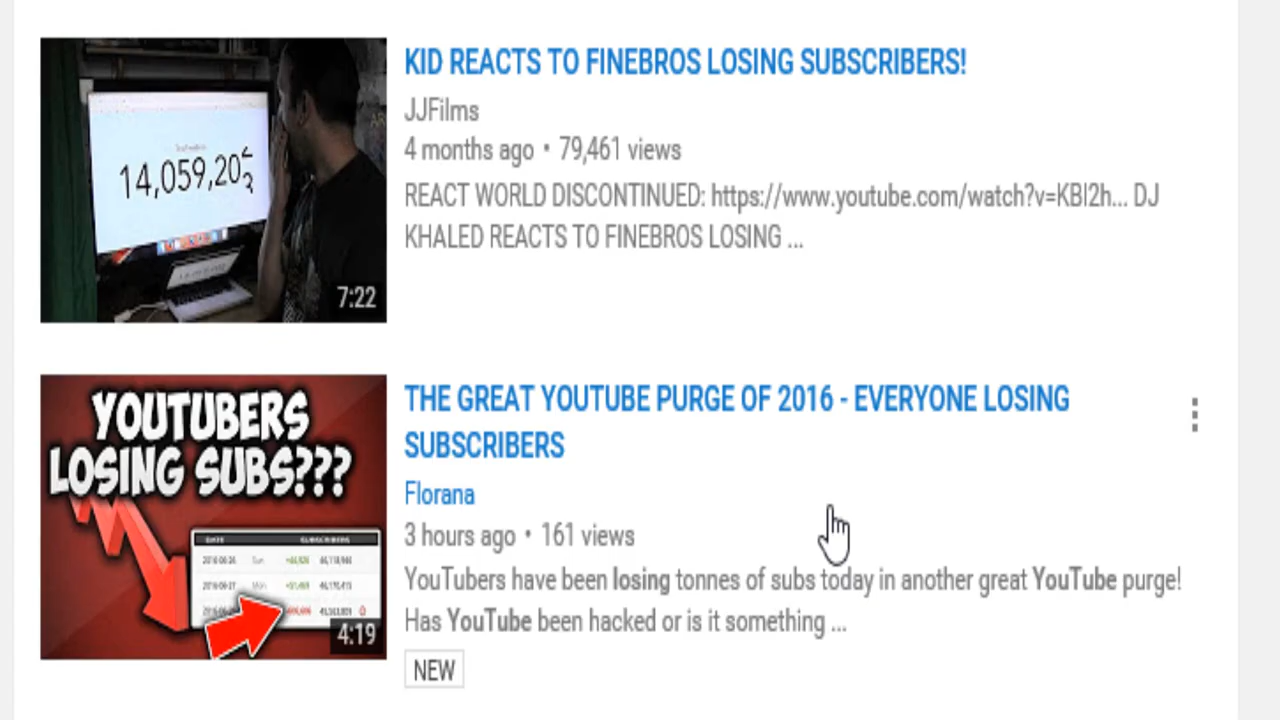 KID REACTS TO FINEBROS LOSING SUBSCRIBERS!
JJFilms
4 months ago • 79,461 views
REACT WORLD DISCONTINUED: https://www.youtube.com/watch?v=KBI2h... DJ
KHALED REACTS TO FINEBROS LOSING ...
14,059,20
7:22
THE GREAT YOUTUBE PURGE OF 2016 - EVERYONE LOSING
SUBSCRIBERS
Florana
3 hours ago • 161 views
YouTubers have been losing tonnes of subs today in another great YouTube purge!
Has YouTube been hacked or is it something ...
NEW
YOUTUBERS
LOSING SUBS???
DATE SUBSCRIBERS
4:19